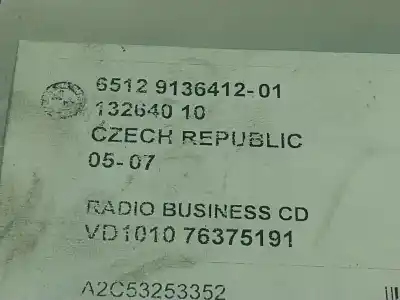 6512 9136412-01
132640 10
CZECH REPUBLIC
05-07
RADIO BUSINESS CD
VD1010 76375191
A2C53253352